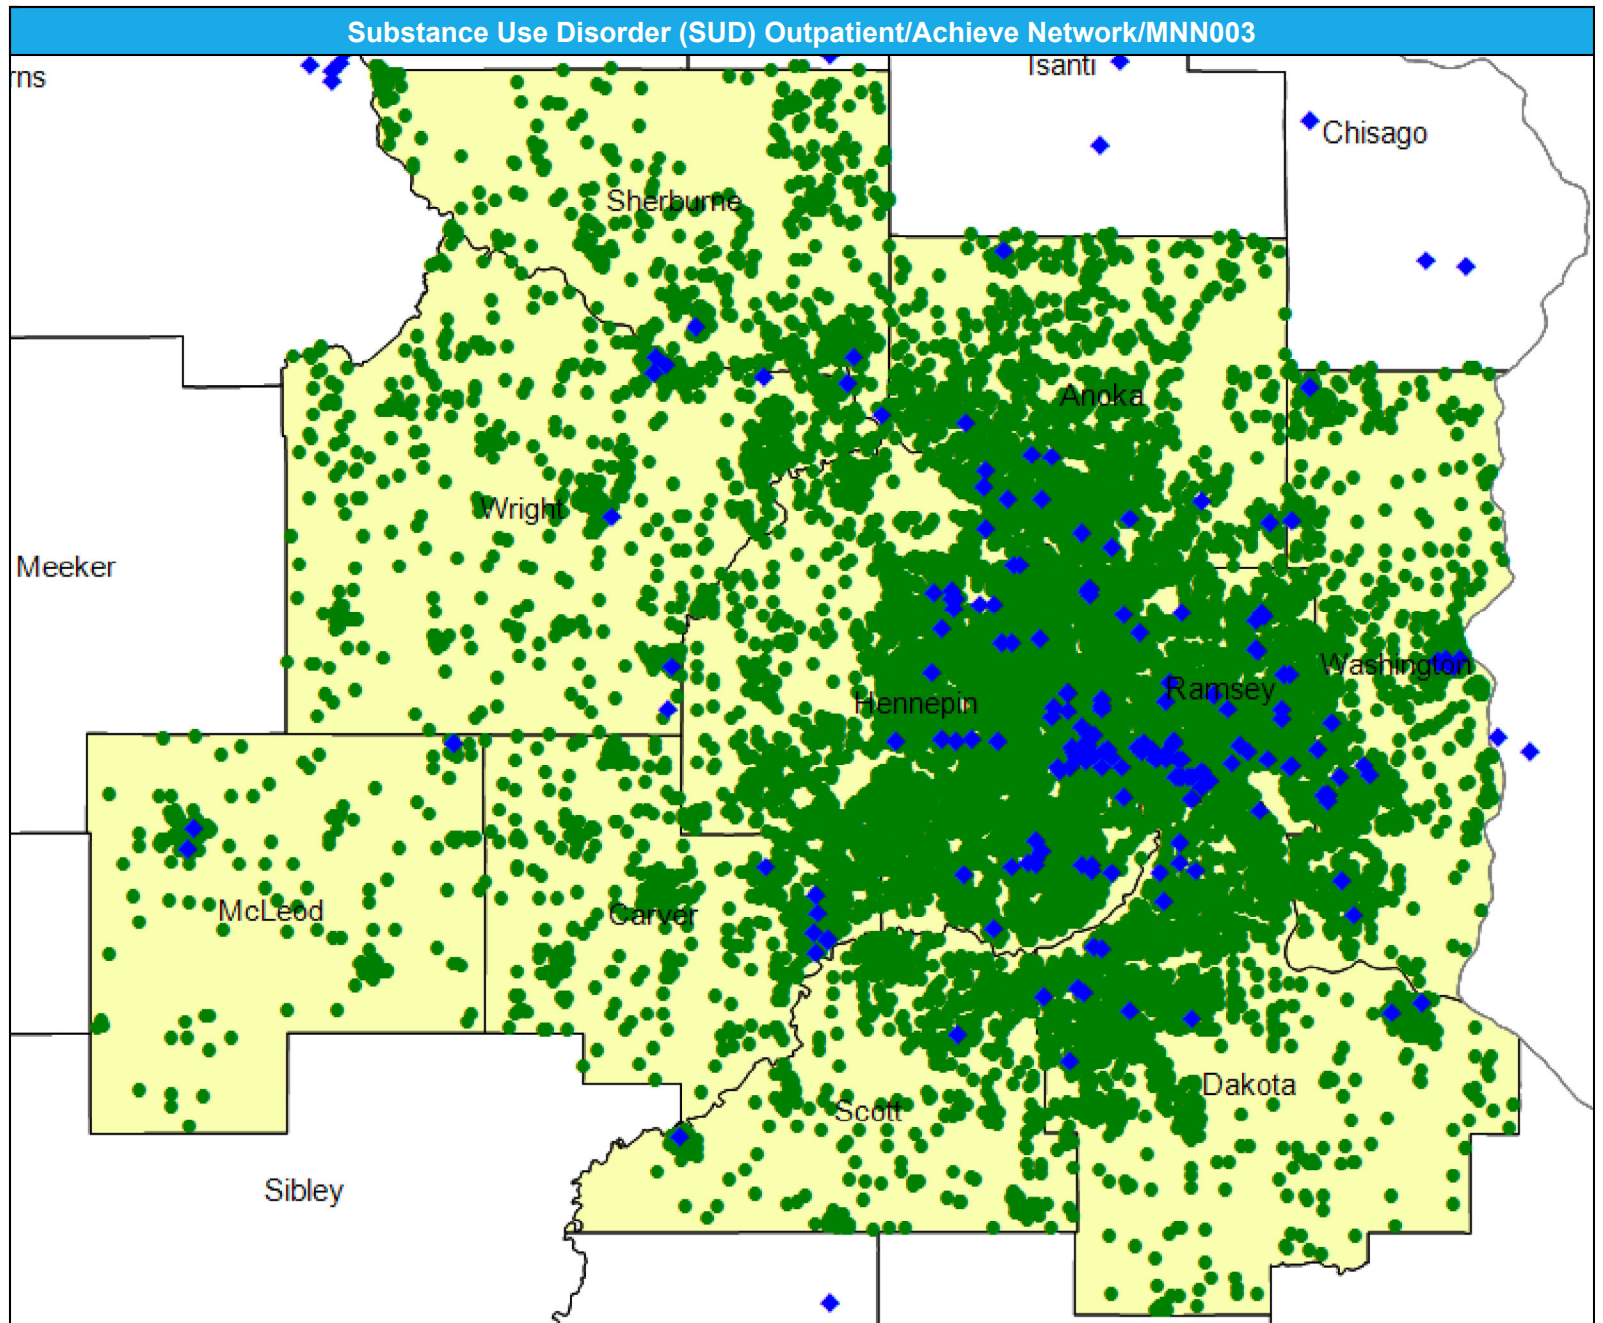 Substance Use Disorder (SUD) Outpatient/Achieve Network/MNN003
rns
Isanti
Chisago
Sherburne
Anoka
Wright
Meeker
Washington
Ramsey
Hennepin
McLeod
Carver
Dakota
Scott
Sibley